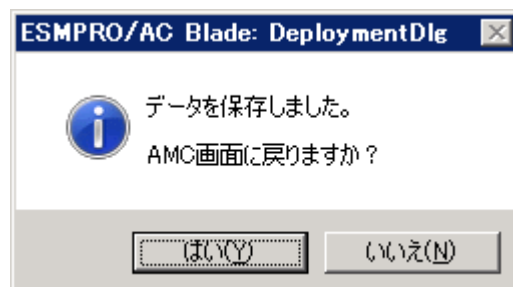 ESMPRO/AC Blade: DeploymentDlg
データを保存しました。
AMC画面に戻りますか？
はい(Y)
いいえ(N)